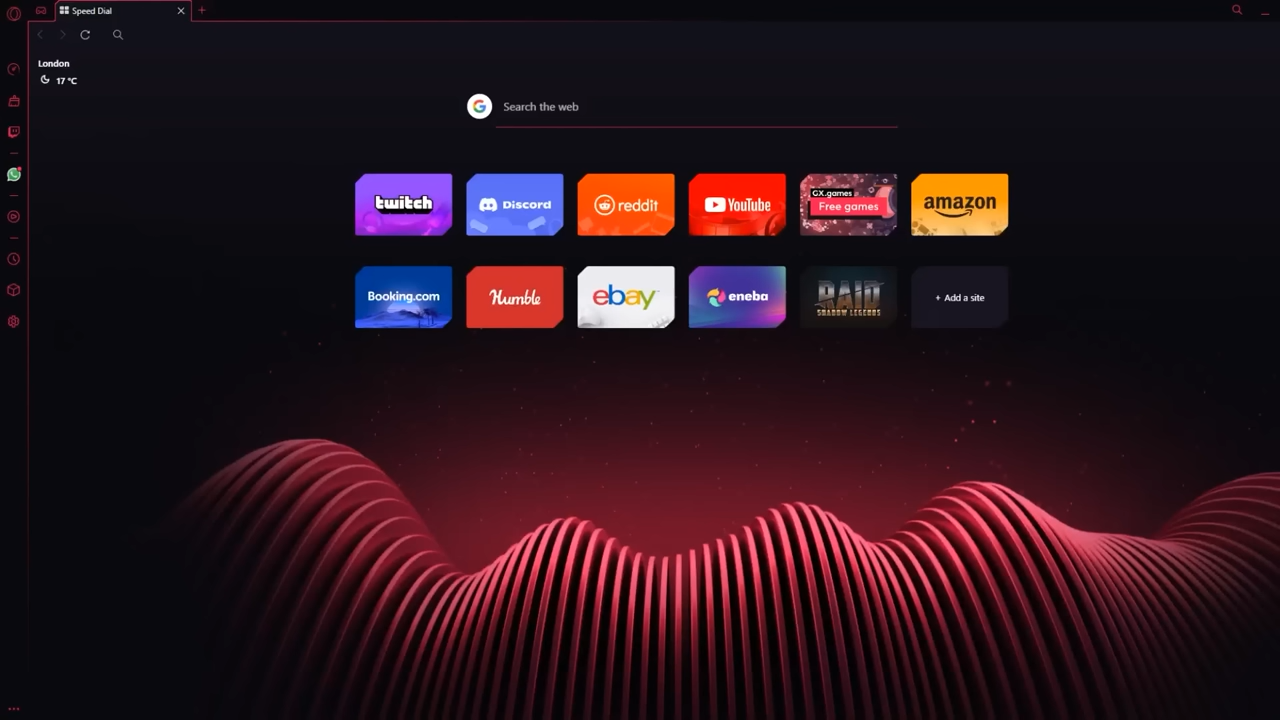 Speed Dial
London
17 °C
Search the web
twitch
Discord
reddit
YouTube
GX.games
Free games
amazon
Booking.com
Humble
ebay
eneba
RAID
SHADOW LEGENDS
+ Add a site